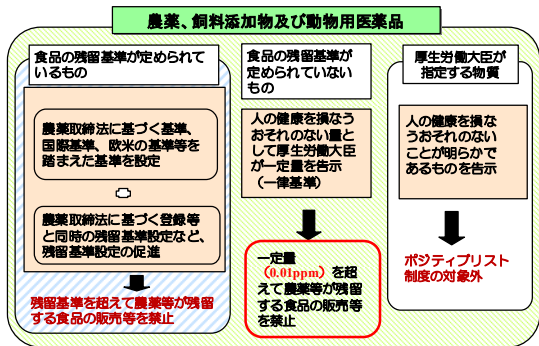 農薬、飼料添加物及び動物用医薬品
食品の残留基準が定められて
いるもの
農薬取締法に基づく基準、
国際基準、欧米の基準等を
踏まえた基準を設定
農薬取締法に基づく登録等
と同時の残留基準設定など、
残留基準設定の促進
残留基準を超えて農薬等が残留
する食品の販売等を禁止
食品の残留基準が
定められていない
もの
人の健康を損なう
おそれのない量と
して厚生労働大臣
が一定量を告示
（一律基準）
一定量
（0.01ppm）を超
えて農薬等が残留
する食品の販売等
を禁止
厚生労働大臣が
指定する物質
人の健康を損な
うおそれのない
ことが明らかで
あるものを告示
ポジティブリスト
制度の対象外